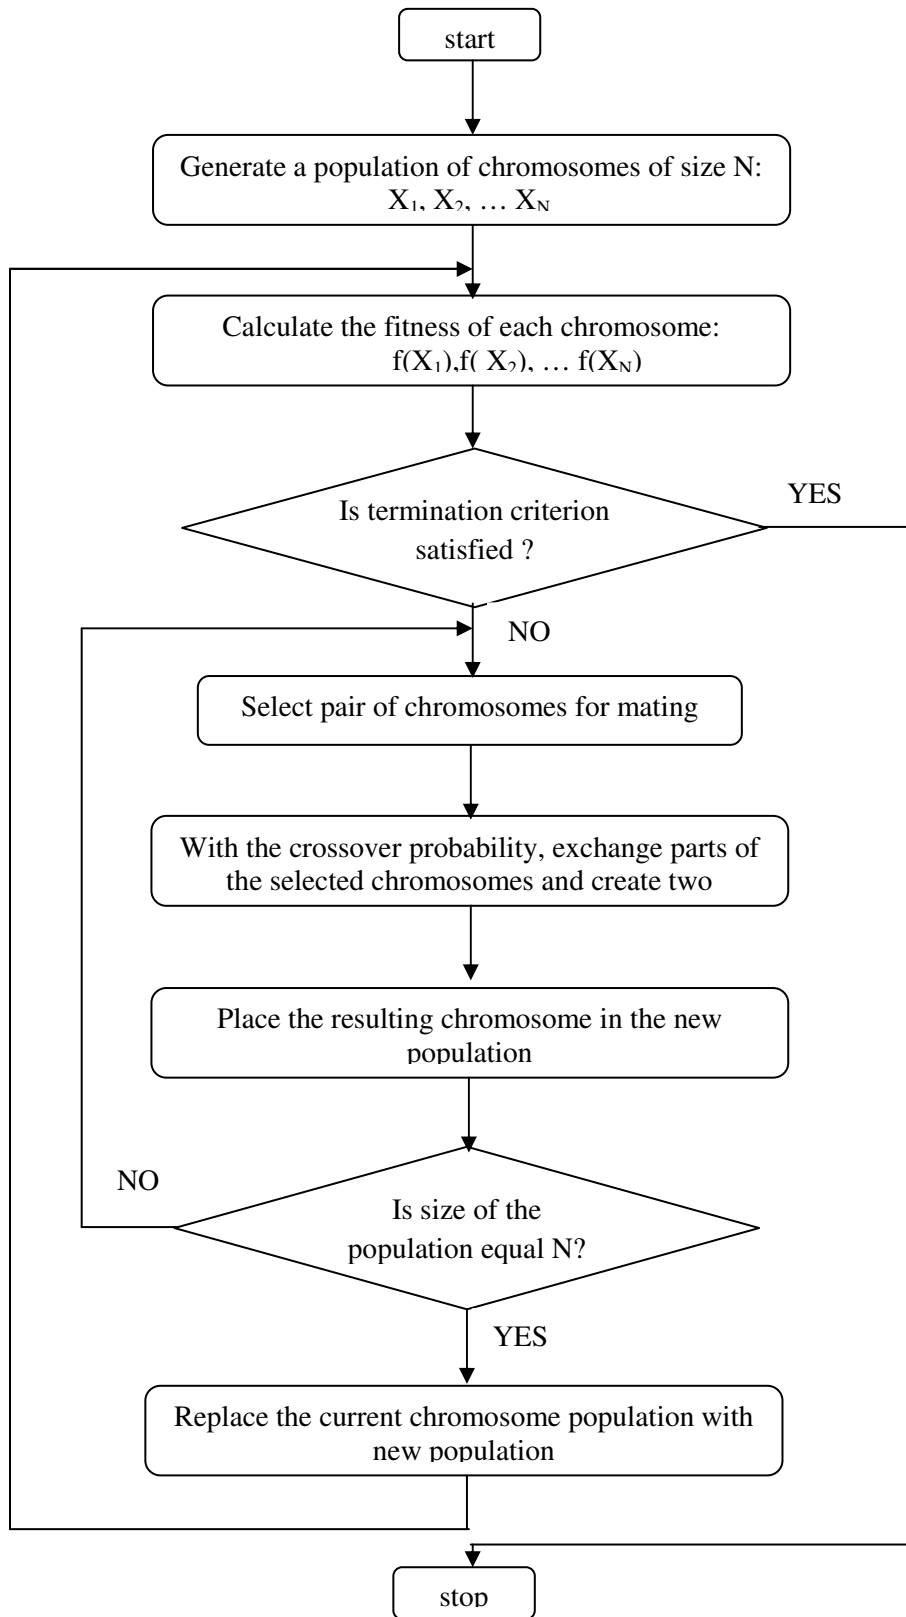 start
Generate a population of chromosomes of size N:
X₁, X₂, … X_N
Calculate the fitness of each chromosome:
f(X₁),f( X₂), … f(X_N)
YES
Is termination criterion
satisfied ?
NO
Select pair of chromosomes for mating
With the crossover probability, exchange parts of
the selected chromosomes and create two
Place the resulting chromosome in the new
population
NO
Is size of the
population equal N?
YES
Replace the current chromosome population with
new population
stop